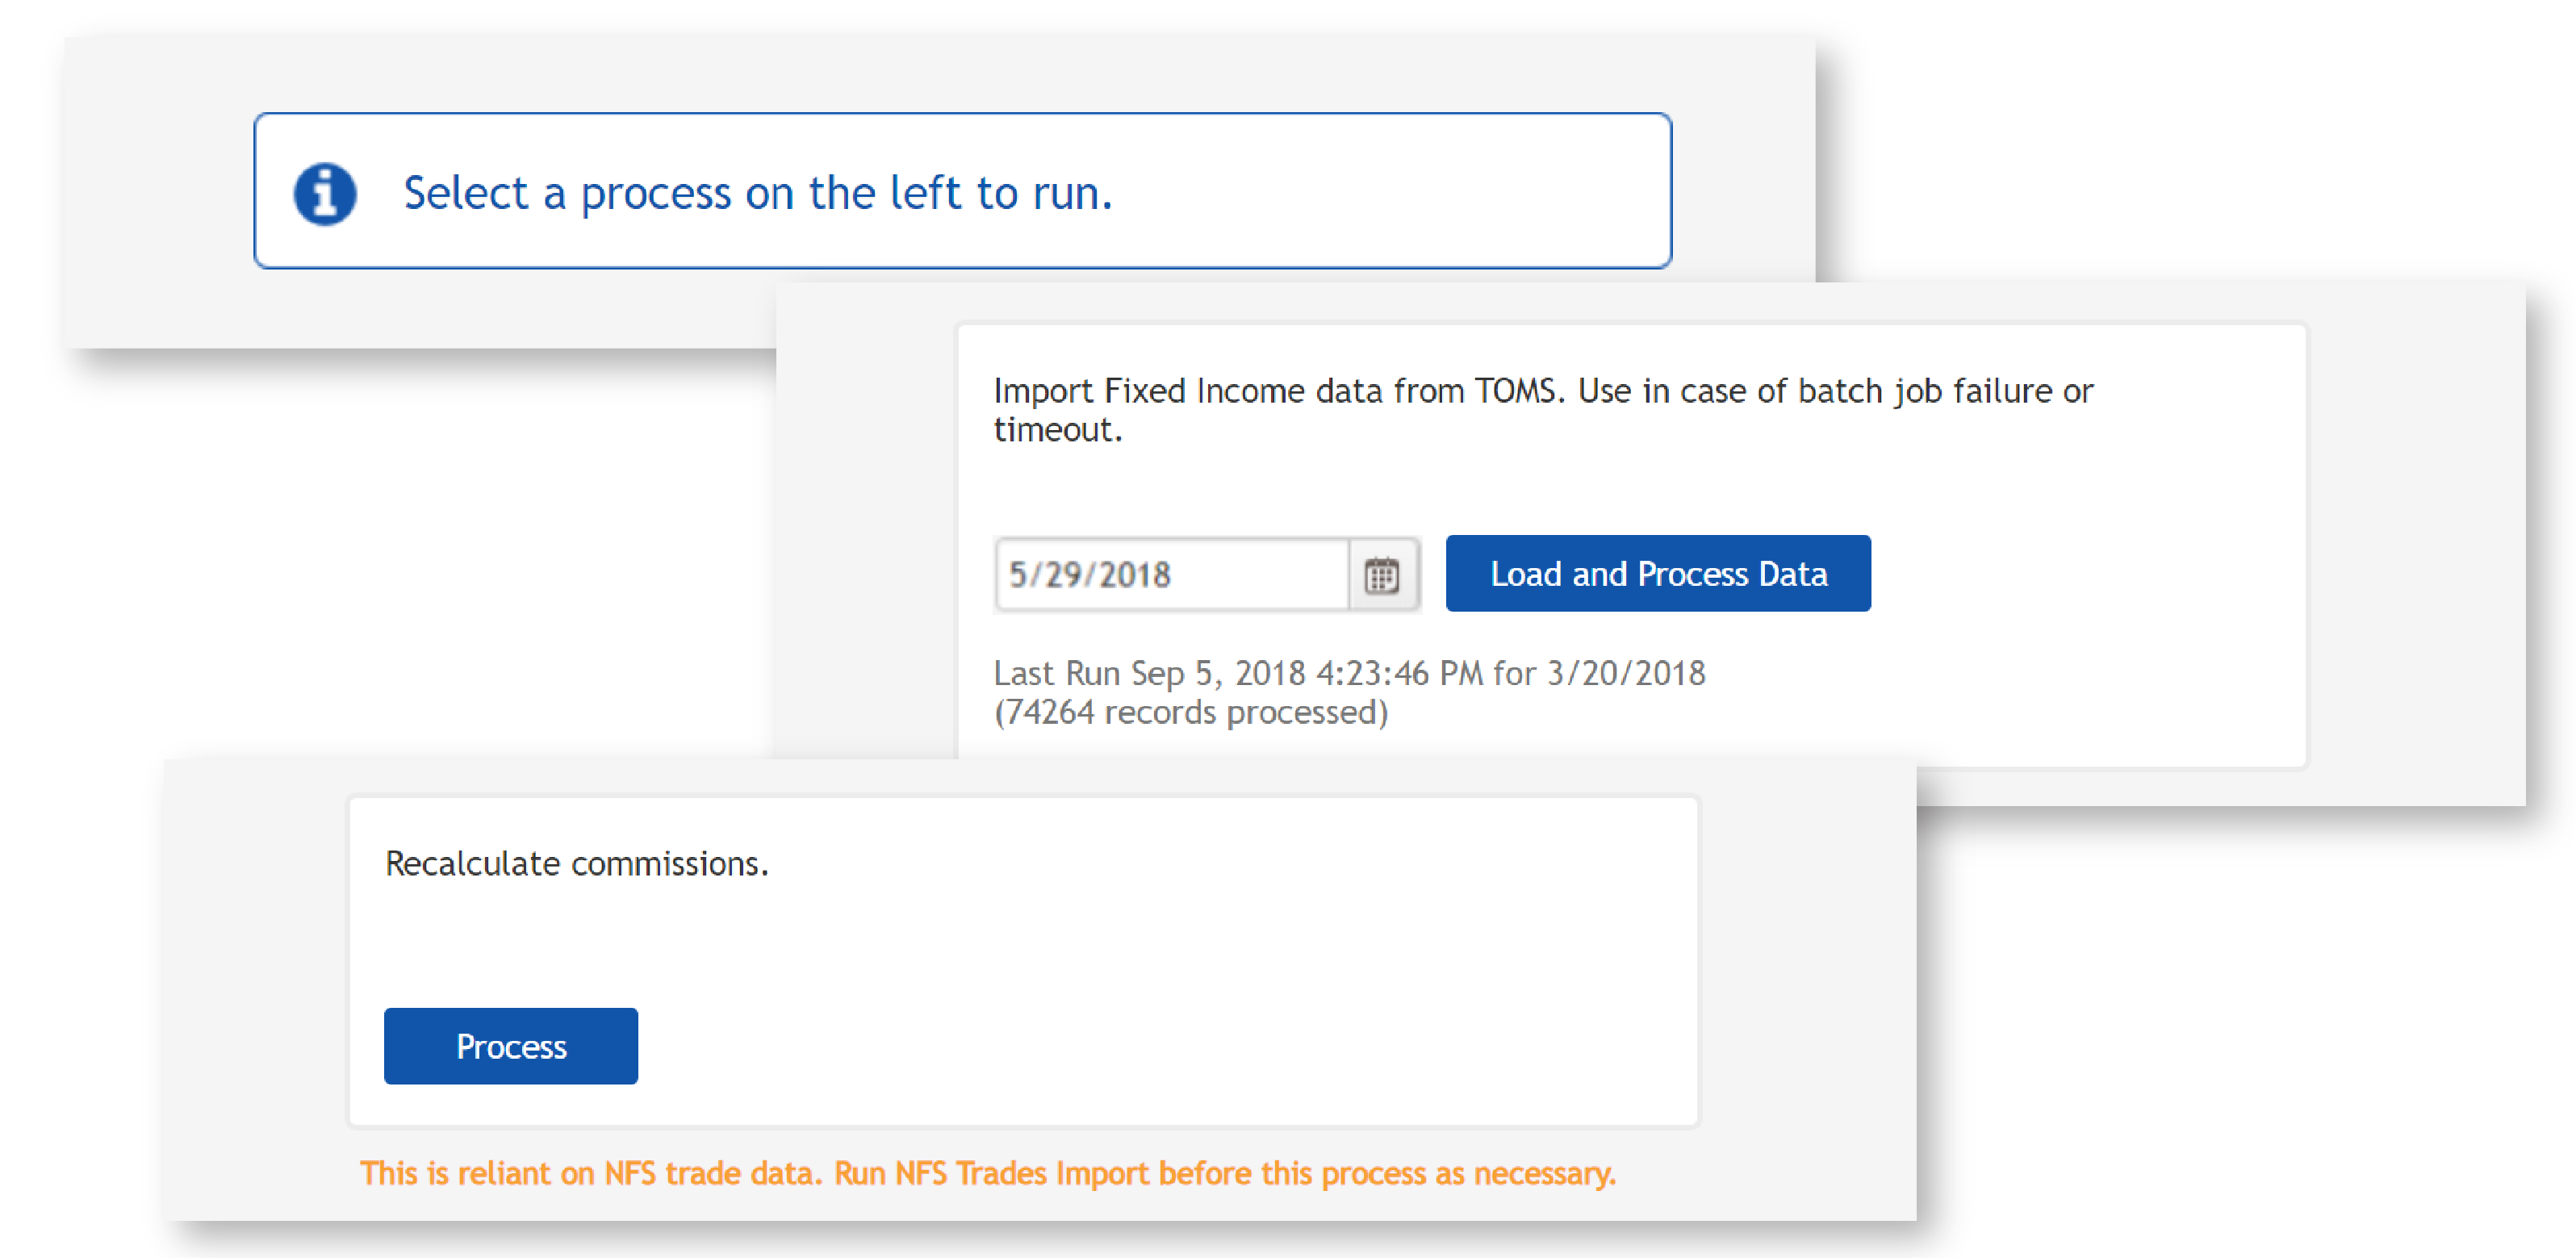 Select a process on the left to run.
Import Fixed Income data from TOMS. Use in case of batch job failure or
timeout.
5/29/2018
Load and Process Data
Last Run Sep 5, 2018 4:23:46 PM for 3/20/2018
(74264 records processed)
Recalculate commissions.
Process
This is reliant on NFS trade data. Run NFS Trades Import before this process as necessary.